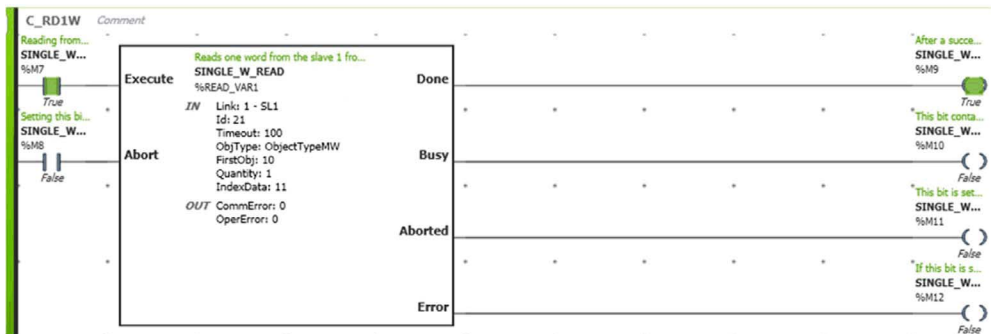 C_RD1W Comment
Reading from...
SINGLE_W...
%M7
True
Setting this bi...
SINGLE_W...
%M8
False
Reads one word from the slave 1 fro...
SINGLE_W_READ
%READ_VAR1
Execute
Abort
IN Link: 1 - SL1
Id: 21
Timeout: 100
ObjType: ObjectTypeMW
FirstObj: 10
Quantity: 1
IndexData: 11
OUT CommError: 0
OperError: 0
Done
Busy
Aborted
Error
After a succe...
SINGLE_W...
%M9
True
This bit conta...
SINGLE_W...
%M10
False
This bit is set...
SINGLE_W...
%M11
False
If this bit is s...
SINGLE_W...
%M12
False